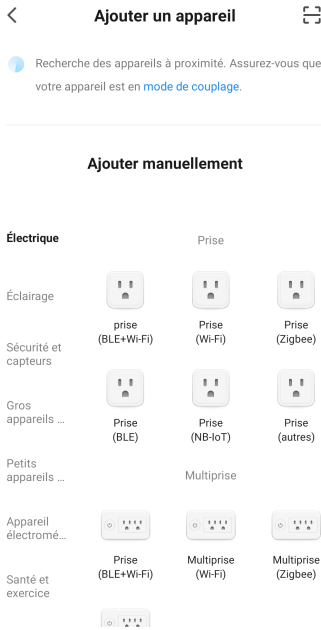 Ajouter un appareil
Recherche des appareils à proximité. Assurez-vous que
votre appareil est en mode de couplage.
Ajouter manuellement
Électrique
Éclairage
Sécurité et
capteurs
Gros
appareils ...
Petits
appareils ...
Appareil
électromé...
Santé et
exercice
Prise
prise
(BLE+Wi-Fi)
Prise
(Wi-Fi)
Prise
(Zigbee)
Prise
(BLE)
Prise
(NB-IoT)
Prise
(autres)
Multiprise
Prise
(BLE+Wi-Fi)
Multiprise
(Wi-Fi)
Multiprise
(Zigbee)